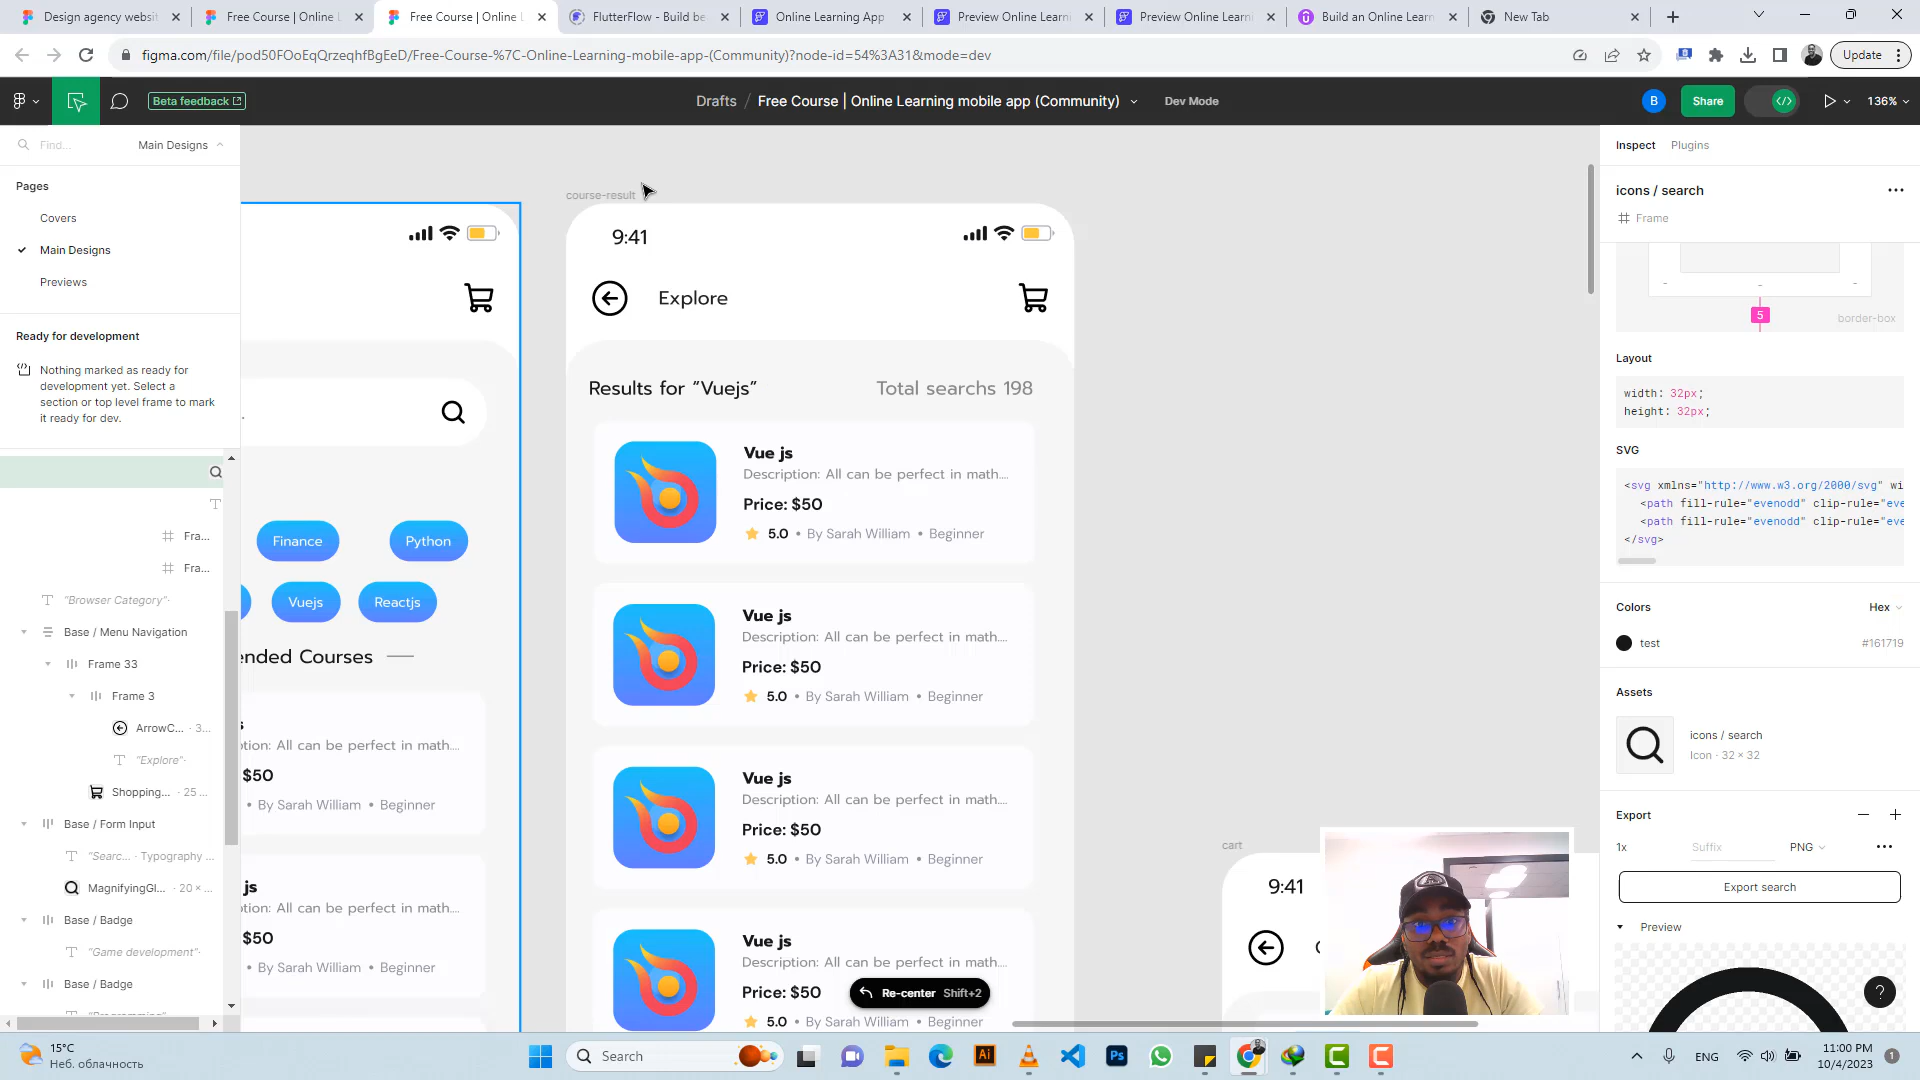 Design agency websit
Free Course | Online L
Free Course | Online L
FlutterFlow - Build be
Online Learning App
Preview Online Learni
Preview Online Learni
Build an Online Learn
New Tab
figma.com/file/pod50FOoEqQrzeqhfBgEeD/Free-Course-%7C-Online-Learning-mobile-app-(Community)?node-id=54%3A31&mode=dev
Update
Beta feedback
Drafts / Free Course | Online Learning mobile app (Community)
Dev Mode
B
Share
136%
Find...
Main Designs
Pages
Covers
Main Designs
Previews
Ready for development
Nothing marked as ready for
development yet. Select a
section or top level frame to mark
it ready for dev.
Fra...
Fra...
"Browser Category"
Base / Menu Navigation
Frame 33
Frame 3
ArrowC... · 3...
"Explore"
Shopping... · 25 ...
Base / Form Input
"Searc... · Typography ...
MagnifyingGl... · 20 × ...
Base / Badge
"Game development"
Base / Badge
"Programming"
Finance
Python
Vuejs
Reactjs
ended Courses
s
ption: All can be perfect in math....
$50
• By Sarah William • Beginner
js
ption: All can be perfect in math....
$50
• By Sarah William • Beginner
course-result
9:41
Explore
Results for "Vuejs"
Total searchs 198
Vue js
Description: All can be perfect in math....
Price: $50
5.0 • By Sarah William • Beginner
Vue js
Description: All can be perfect in math....
Price: $50
5.0 • By Sarah William • Beginner
Vue js
Description: All can be perfect in math....
Price: $50
5.0 • By Sarah William • Beginner
Vue js
Description: All can be perfect in math....
Price: $50
5.0 • By Sarah William • Beginner
Re-center Shift+2
cart
9:41
Inspect
Plugins
icons / search
Frame
5
border-box
Layout
width: 32px;
height: 32px;
SVG
<svg xmlns="http://www.w3.org/2000/svg" wi
<path fill-rule="evenodd" clip-rule="eve
<path fill-rule="evenodd" clip-rule="eve
</svg>
Colors
Hex
test
#161719
Assets
icons / search
Icon · 32 × 32
Export
1x
Suffix
PNG
Export search
Preview
?
15°C
Неб. облачность
Search
Ai
Ps
ENG
11:00 PM
10/4/2023
1